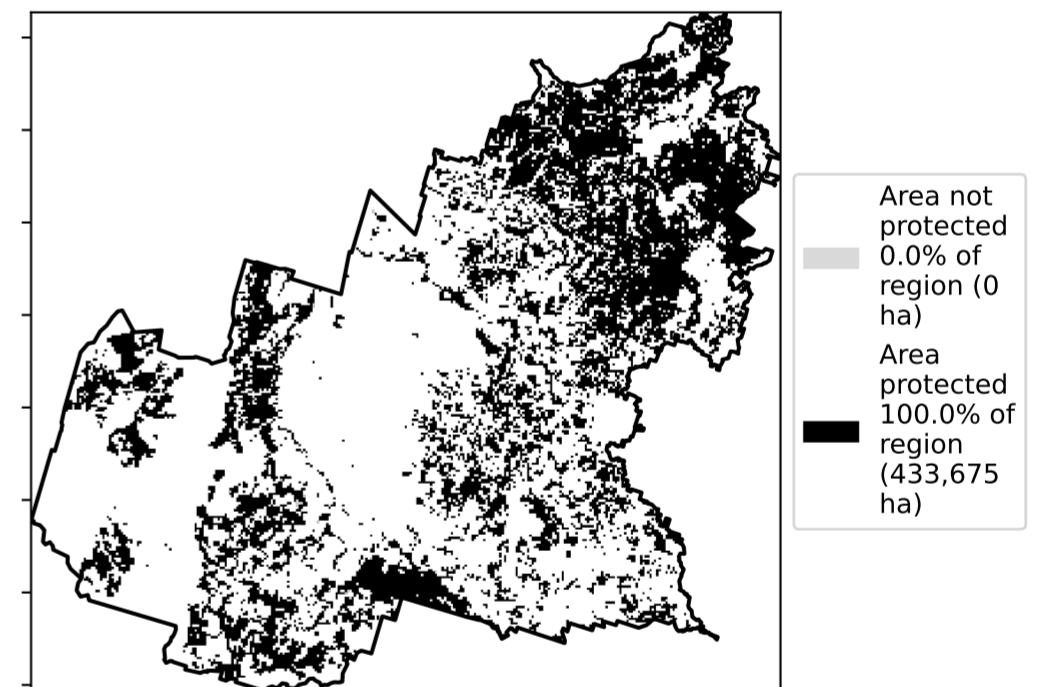 Area not
protected
0.0% of
region (0
ha)
Area
protected
100.0% of
region
(433,675
ha)